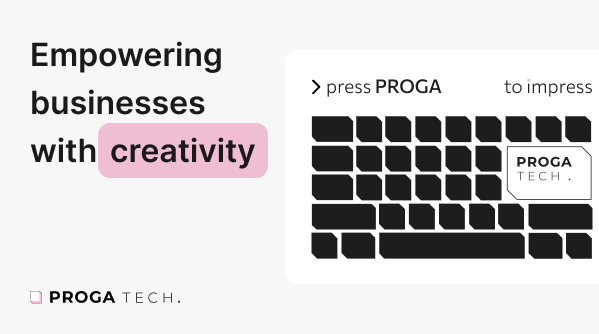 Empowering
businesses
with creativity
> press PROGA to impress
PROGA
TECH .
PROGA TECH.